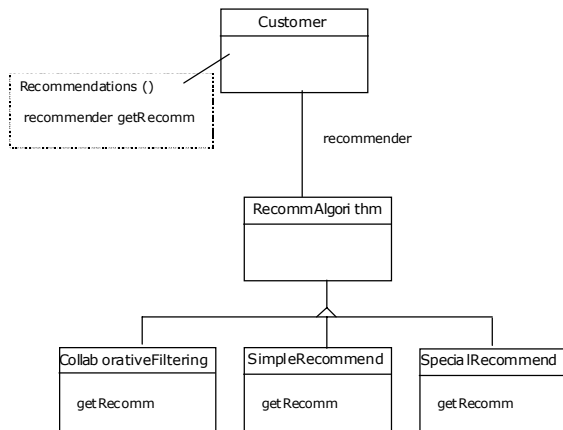 Customer
Recommendations ()
recommender getRecomm
recommender
RecommAlgorithm
CollaborativeFiltering
SimpleRecommend
SpecialRecommend
getRecomm
getRecomm
getRecomm